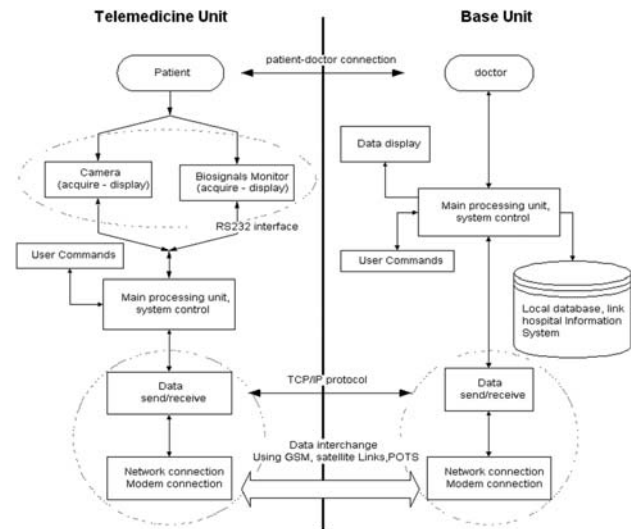 Telemedicine Unit
Base Unit
Patient
patient-doctor connection
doctor
Camera
(acquire - display)
Biosignals Monitor
(acquire - display)
RS232 interface
User Commands
Main processing unit,
system control
Data display
Main processing unit,
system control
User Commands
Local database, link
hospital Information
System
Data
send/receive
TCP/IP protocol
Data
send/receive
Data interchange
Using GSM, satellite Links,POTS
Network connection
Modem connection
Network connection
Modem connection